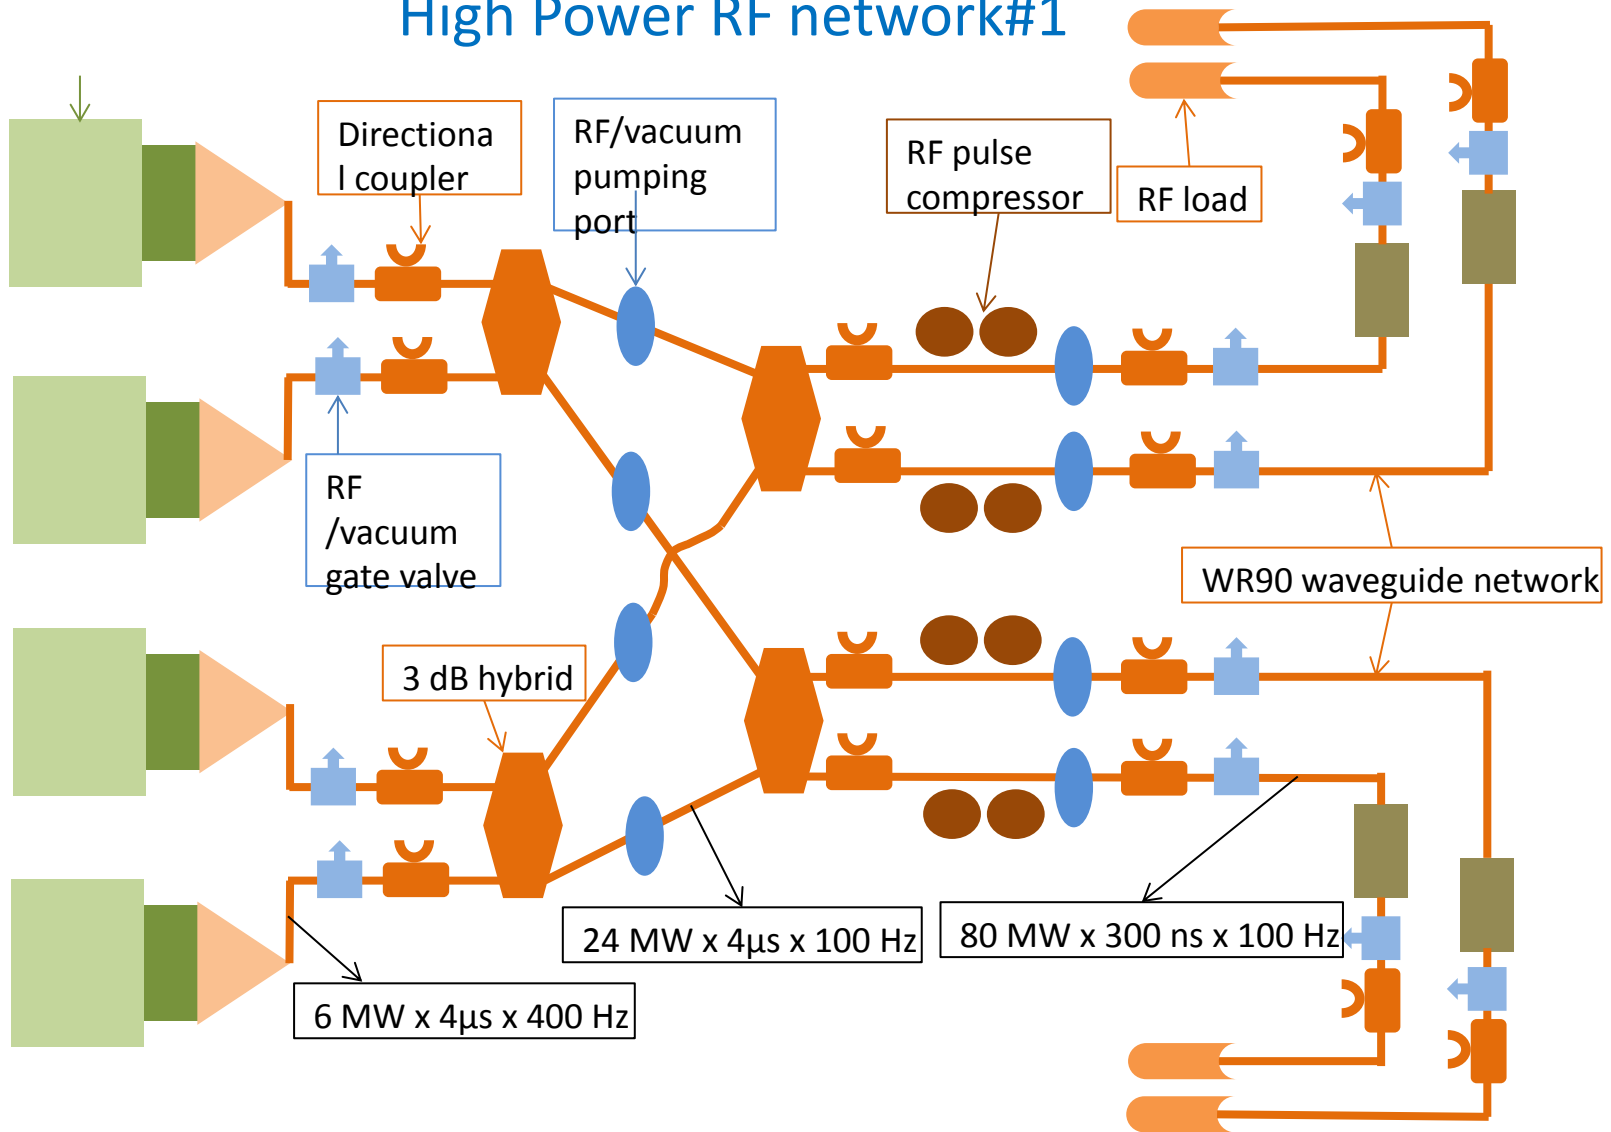 High Power RF network#1
Directiona
l coupler
RF/vacuum
pumping
port
RF pulse
compressor
RF load
RF
/vacuum
gate valve
WR90 waveguide network
3 dB hybrid
24 MW x 4µs x 100 Hz
80 MW x 300 ns x 100 Hz
6 MW x 4µs x 400 Hz